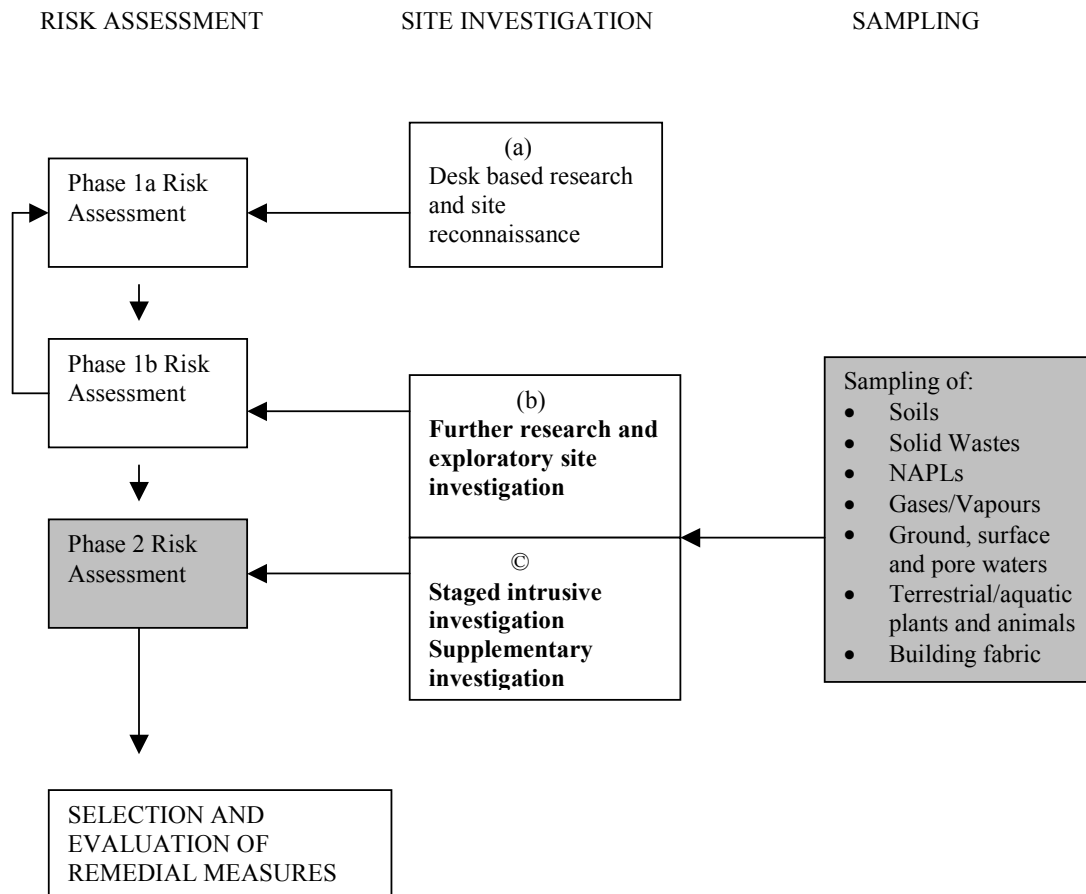 RISK ASSESSMENT
SITE INVESTIGATION
SAMPLING
Phase 1a Risk
Assessment
(a)
Desk based research
and site
reconnaissance
Phase 1b Risk
Assessment
(b)
Further research and
exploratory site
investigation
Sampling of:
• Soils
• Solid Wastes
• NAPLs
• Gases/Vapours
• Ground, surface
and pore waters
• Terrestrial/aquatic
plants and animals
• Building fabric
Phase 2 Risk
Assessment
©
Staged intrusive
investigation
Supplementary
investigation
SELECTION AND
EVALUATION OF
REMEDIAL MEASURES